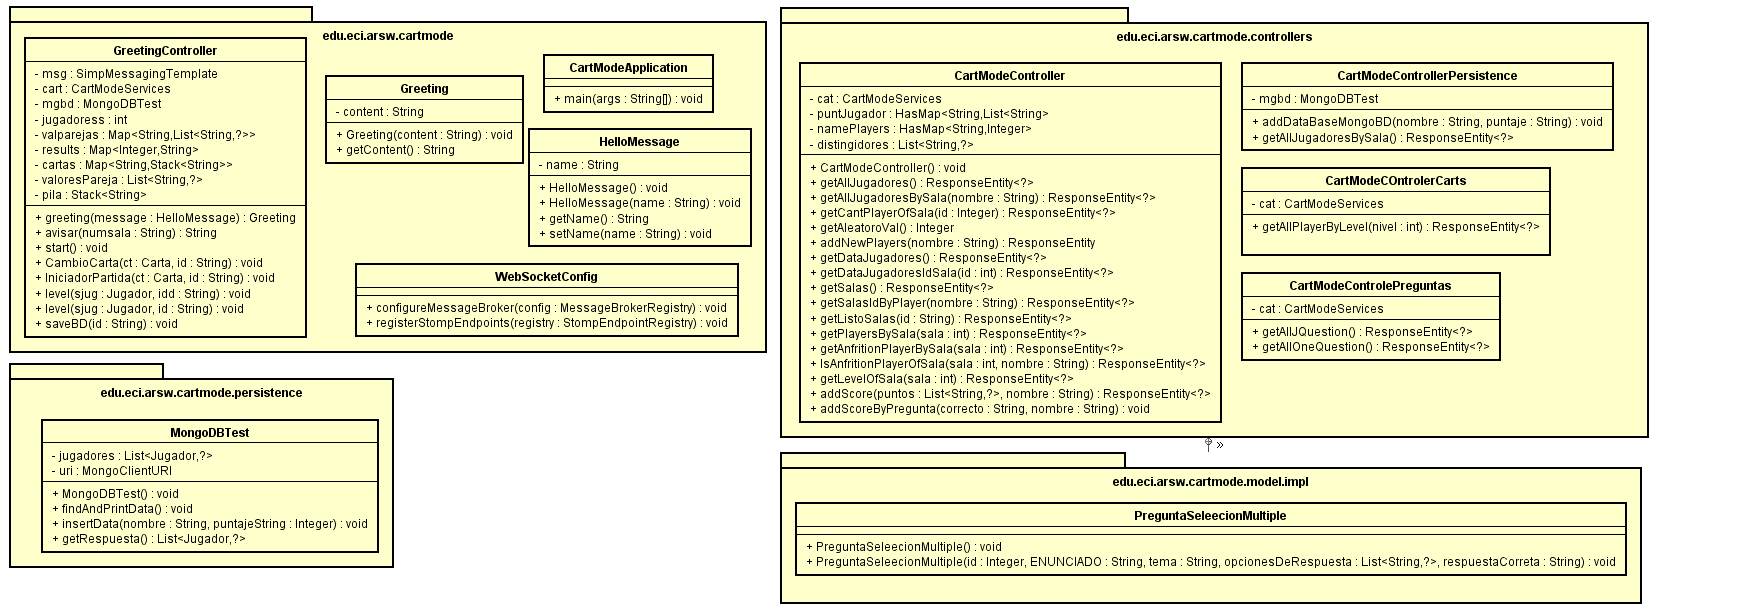 edu.eci.arsw.cartmode
GreetingController
- msg : SimpMessagingTemplate
- cart : CartModeServices
- mgbd : MongoDBTest
- jugadoress : int
- valparejas : Map<String,List<String,?>>
- results : Map<Integer,String>
- cartas : Map<String,Stack<String>>
- valoresPareja : List<String,?>
- pila : Stack<String>
+ greeting(message : HelloMessage) : Greeting
+ avisar(numsala : String) : String
+ start() : void
+ CambioCarta(ct : Carta, id : String) : void
+ IniciadorPartida(ct : Carta, id : String) : void
+ level(sjug : Jugador, idd : String) : void
+ level(sjug : Jugador, id : String) : void
+ saveBD(id : String) : void
Greeting
- content : String
+ Greeting(content : String) : void
+ getContent() : String
CartModeApplication
+ main(args : String[]) : void
HelloMessage
- name : String
+ HelloMessage() : void
+ HelloMessage(name : String) : void
+ getName() : String
+ setName(name : String) : void
WebSocketConfig
+ configureMessageBroker(config : MessageBrokerRegistry) : void
+ registerStompEndpoints(registry : StompEndpointRegistry) : void
edu.eci.arsw.cartmode.persistence
MongoDBTest
- jugadores : List<Jugador,?>
- uri : MongoClientURI
+ MongoDBTest() : void
+ findAndPrintData() : void
+ insertData(nombre : String, puntajeString : Integer) : void
+ getRespuesta() : List<Jugador,?>
edu.eci.arsw.cartmode.controllers
CartModeController
- cat : CartModeServices
- puntJugador : HasMap<String,List<String>
- namePlayers : HasMap<String,Integer>
- distingidores : List<String,?>
+ CartModeController() : void
+ getAllJugadores() : ResponseEntity<?>
+ getAllJugadoresBySala(nombre : String) : ResponseEntity<?>
+ getCantPlayerOfSala(id : Integer) : ResponseEntity<?>
+ getAleatoroVal() : Integer
+ addNewPlayers(nombre : String) : ResponseEntity
+ getDataJugadores() : ResponseEntity<?>
+ getDataJugadoresIdSala(id : int) : ResponseEntity<?>
+ getSalas() : ResponseEntity<?>
+ getSalasIdByPlayer(nombre : String) : ResponseEntity<?>
+ getListoSalas(id : String) : ResponseEntity<?>
+ getPlayersBySala(sala : int) : ResponseEntity<?>
+ getAnfritionPlayerBySala(sala : int) : ResponseEntity<?>
+ IsAnfritionPlayerOfSala(sala : int, nombre : String) : ResponseEntity<?>
+ getLevelOfSala(sala : int) : ResponseEntity<?>
+ addScore(puntos : List<String,?>, nombre : String) : ResponseEntity<?>
+ addScoreByPregunta(correcto : String, nombre : String) : void
CartModeControllerPersistence
- mgbd : MongoDBTest
+ addDataBaseMongoBD(nombre : String, puntaje : String) : void
+ getAllJugadoresBySala() : ResponseEntity<?>
CartModeCOntrolerCarts
- cat : CartModeServices
+ getAllPlayerByLevel(nivel : int) : ResponseEntity<?>
CartModeControlePreguntas
- cat : CartModeServices
+ getAllJQuestion() : ResponseEntity<?>
+ getAllOneQuestion() : ResponseEntity<?>
»
edu.eci.arsw.cartmode.model.impl
PreguntaSeleecionMultiple
+ PreguntaSeleecionMultiple() : void
+ PreguntaSeleecionMultiple(id : Integer, ENUNCIADO : String, tema : String, opcionesDeRespuesta : List<String,?>, respuestaCorreta : String) : void